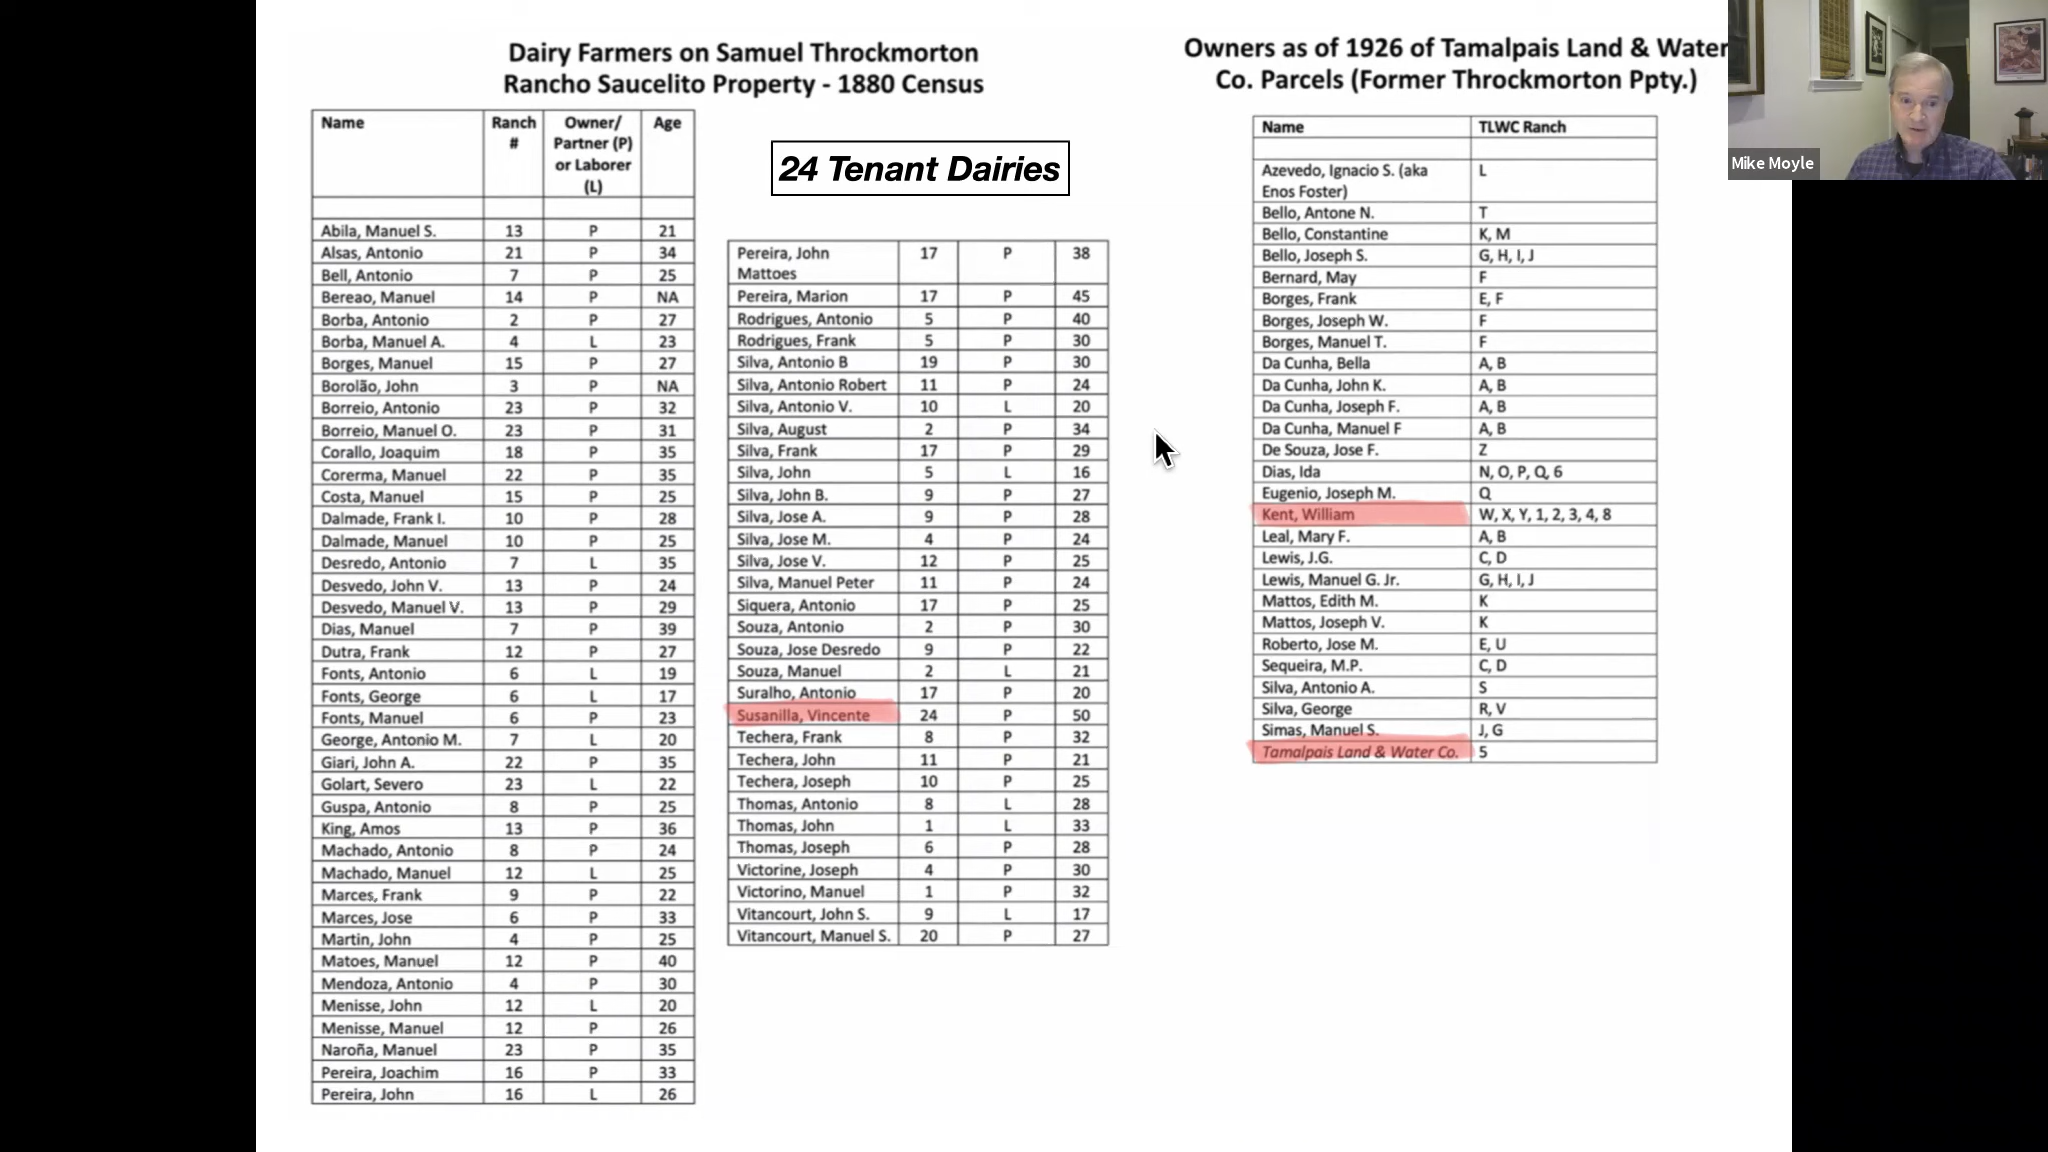 Dairy Farmers on Samuel Throckmorton
Rancho Saucelito Property - 1880 Census
Name Ranch # Owner/ Partner (P) or Laborer (L) Age
Abila, Manuel S. 13 P 21
Alsas, Antonio 21 P 34
Bell, Antonio 7 P 25
Bereao, Manuel 14 P NA
Borba, Antonio 2 P 27
Borba, Manuel A. 4 L 23
Borges, Manuel 15 P 27
Borolão, John 3 P NA
Borreio, Antonio 23 P 32
Borreio, Manuel O. 23 P 31
Corallo, Joaquim 18 P 35
Corerma, Manuel 22 P 35
Costa, Manuel 15 P 25
Dalmade, Frank I. 10 P 28
Dalmade, Manuel 10 P 25
Desredo, Antonio 7 L 35
Desvedo, John V. 13 P 24
Desvedo, Manuel V. 13 P 29
Dias, Manuel 7 P 39
Dutra, Frank 12 P 27
Fonts, Antonio 6 L 19
Fonts, George 6 L 17
Fonts, Manuel 6 P 23
George, Antonio M. 7 L 20
Giari, John A. 22 P 35
Golart, Severo 23 L 22
Guspa, Antonio 8 P 25
King, Amos 13 P 36
Machado, Antonio 8 P 24
Machado, Manuel 12 L 25
Marces, Frank 9 P 22
Marces, Jose 6 P 33
Martin, John 4 P 25
Matoes, Manuel 12 P 40
Mendoza, Antonio 4 P 30
Menisse, John 12 L 20
Menisse, Manuel 12 P 26
Naroña, Manuel 23 P 35
Pereira, Joachim 16 P 33
Pereira, John 16 L 26
24 Tenant Dairies
Pereira, John Mattoes 17 P 38
Pereira, Marion 17 P 45
Rodrigues, Antonio 5 P 40
Rodrigues, Frank 5 P 30
Silva, Antonio B 19 P 30
Silva, Antonio Robert 11 P 24
Silva, Antonio V. 10 L 20
Silva, August 2 P 34
Silva, Frank 17 P 29
Silva, John 5 L 16
Silva, John B. 9 P 27
Silva, Jose A. 9 P 28
Silva, Jose M. 4 P 24
Silva, Jose V. 12 P 25
Silva, Manuel Peter 11 P 24
Siquera, Antonio 17 P 25
Souza, Antonio 2 P 30
Souza, Jose Desredo 9 P 22
Souza, Manuel 2 L 21
Suralho, Antonio 17 P 20
Susanilla, Vincente 24 P 50
Techera, Frank 8 P 32
Techera, John 11 P 21
Techera, Joseph 10 P 25
Thomas, Antonio 8 L 28
Thomas, John 1 L 33
Thomas, Joseph 6 P 28
Victorine, Joseph 4 P 30
Victorino, Manuel 1 P 32
Vitancourt, John S. 9 L 17
Vitancourt, Manuel S. 20 P 27
Owners as of 1926 of Tamalpais Land & Water
Co. Parcels (Former Throckmorton Ppty.)
Name TLWC Ranch
Azevedo, Ignacio S. (aka Enos Foster) L
Bello, Antone N. T
Bello, Constantine K, M
Bello, Joseph S. G, H, I, J
Bernard, May F
Borges, Frank E, F
Borges, Joseph W. F
Borges, Manuel T. F
Da Cunha, Bella A, B
Da Cunha, John K. A, B
Da Cunha, Joseph F. A, B
Da Cunha, Manuel F A, B
De Souza, Jose F. Z
Dias, Ida N, O, P, Q, 6
Eugenio, Joseph M. Q
Kent, William W, X, Y, 1, 2, 3, 4, 8
Leal, Mary F. A, B
Lewis, J.G. C, D
Lewis, Manuel G. Jr. G, H, I, J
Mattos, Edith M. K
Mattos, Joseph V. K
Roberto, Jose M. E, U
Sequeira, M.P. C, D
Silva, Antonio A. S
Silva, George R, V
Simas, Manuel S. J, G
Tamalpais Land & Water Co. 5
Mike Moyle